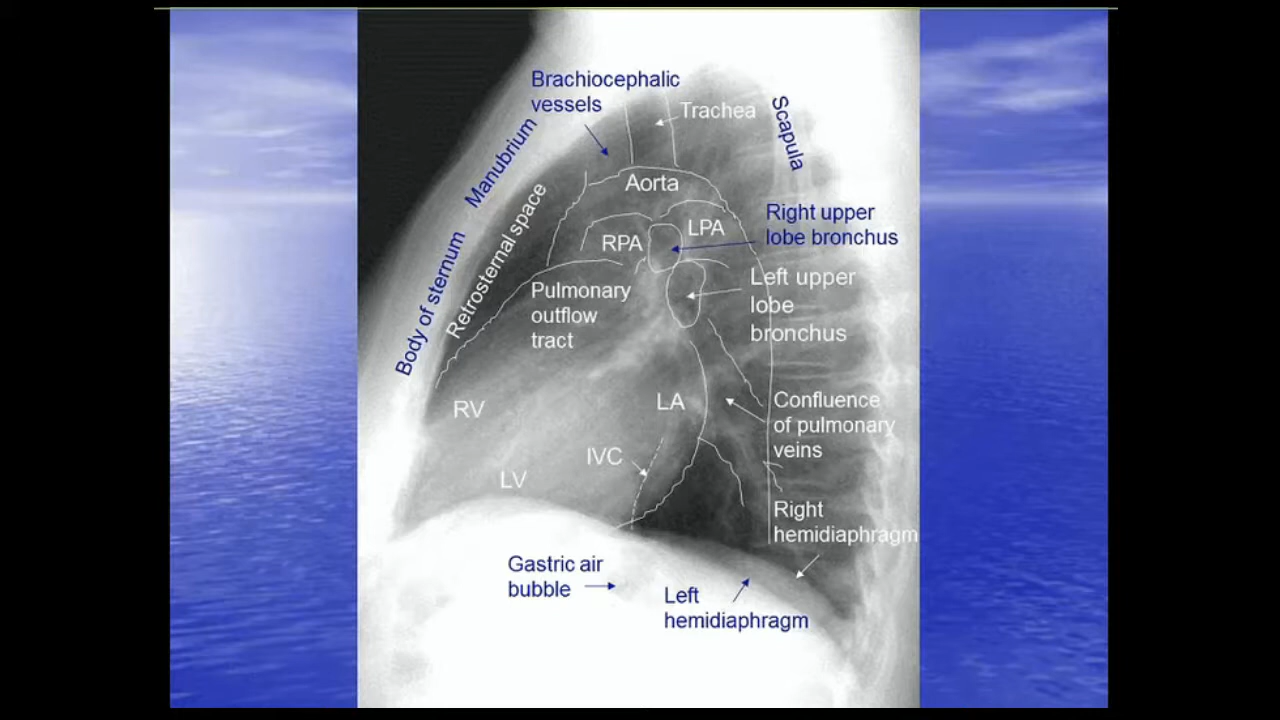 Brachiocephalic
vessels
Trachea
Scapula
Manubrium
Aorta
Retrosternal space
Right upper
lobe bronchus
LPA
RPA
Body of sternum
Left upper
lobe
bronchus
Pulmonary
outflow
tract
RV
LA
Confluence
of pulmonary
veins
IVC
LV
Right
hemidiaphragm
Gastric air
bubble
Left
hemidiaphragm